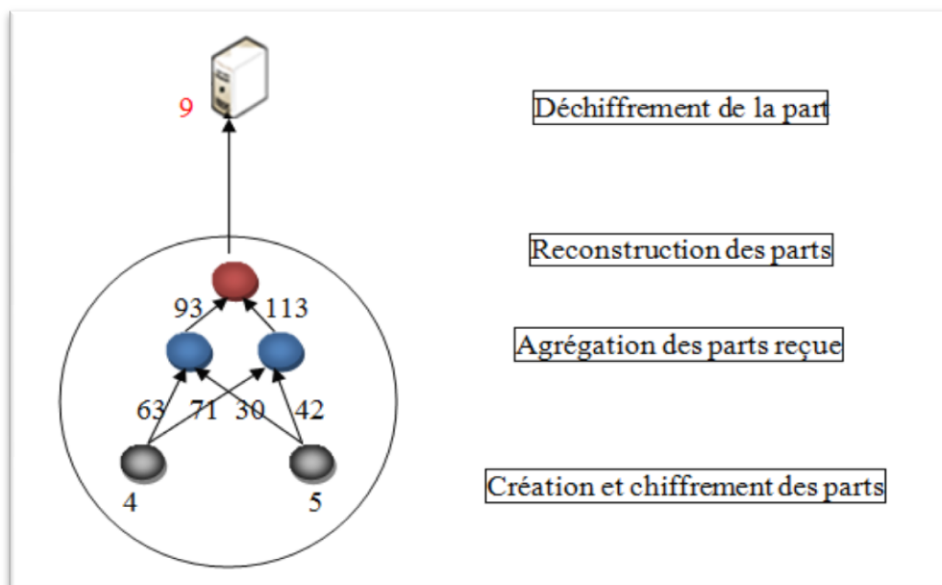 9
Déchiffrement de la part
Reconstruction des parts
93 113
Agrégation des parts reçue
63 71 30 42
Création et chiffrement des parts
4 5